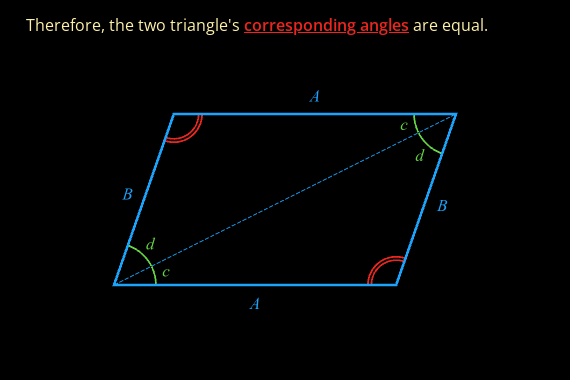 Therefore, the two triangle's corresponding angles are equal.
A
c
d
B
B
d
c
A